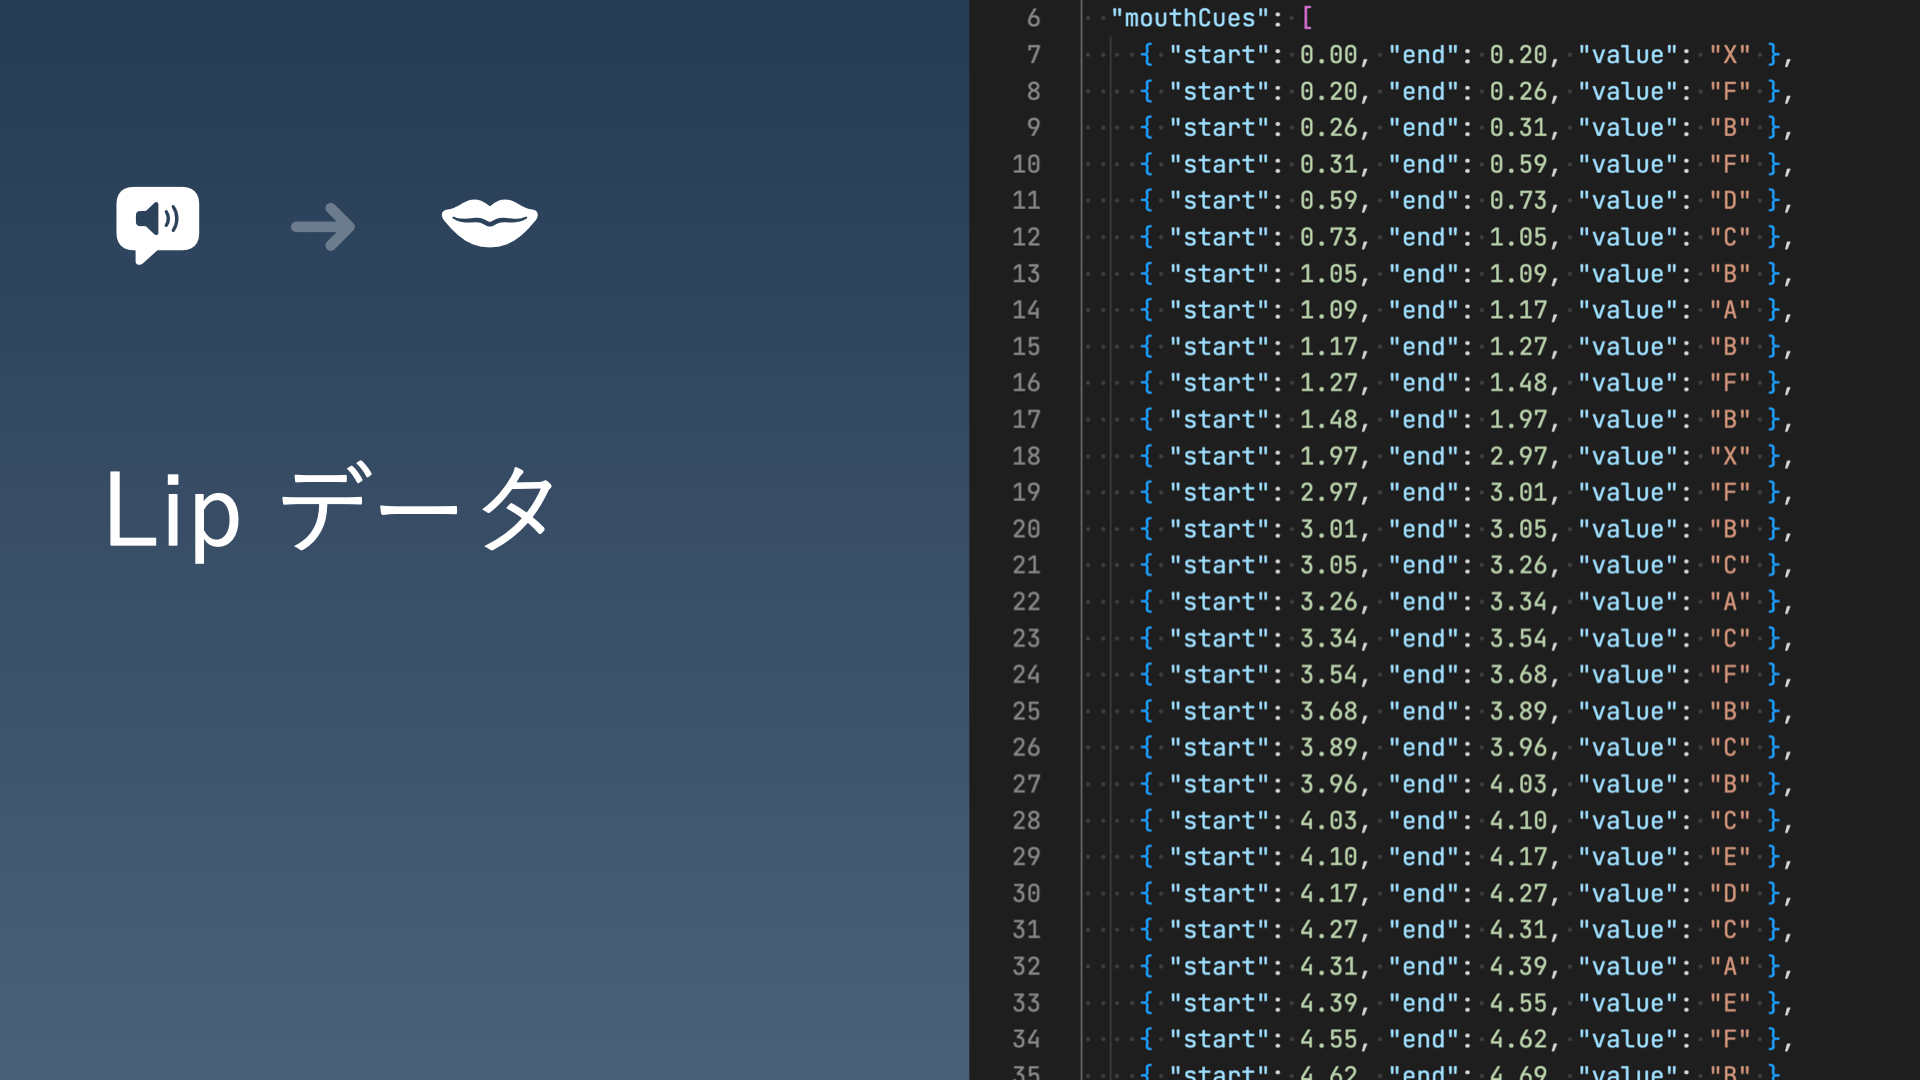 Lip データ
6 "mouthCues": [
7 { "start": 0.00, "end": 0.20, "value": "X" },
8 { "start": 0.20, "end": 0.26, "value": "F" },
9 { "start": 0.26, "end": 0.31, "value": "B" },
10 { "start": 0.31, "end": 0.59, "value": "F" },
11 { "start": 0.59, "end": 0.73, "value": "D" },
12 { "start": 0.73, "end": 1.05, "value": "C" },
13 { "start": 1.05, "end": 1.09, "value": "B" },
14 { "start": 1.09, "end": 1.17, "value": "A" },
15 { "start": 1.17, "end": 1.27, "value": "B" },
16 { "start": 1.27, "end": 1.48, "value": "F" },
17 { "start": 1.48, "end": 1.97, "value": "B" },
18 { "start": 1.97, "end": 2.97, "value": "X" },
19 { "start": 2.97, "end": 3.01, "value": "F" },
20 { "start": 3.01, "end": 3.05, "value": "B" },
21 { "start": 3.05, "end": 3.26, "value": "C" },
22 { "start": 3.26, "end": 3.34, "value": "A" },
23 { "start": 3.34, "end": 3.54, "value": "C" },
24 { "start": 3.54, "end": 3.68, "value": "F" },
25 { "start": 3.68, "end": 3.89, "value": "B" },
26 { "start": 3.89, "end": 3.96, "value": "C" },
27 { "start": 3.96, "end": 4.03, "value": "B" },
28 { "start": 4.03, "end": 4.10, "value": "C" },
29 { "start": 4.10, "end": 4.17, "value": "E" },
30 { "start": 4.17, "end": 4.27, "value": "D" },
31 { "start": 4.27, "end": 4.31, "value": "C" },
32 { "start": 4.31, "end": 4.39, "value": "A" },
33 { "start": 4.39, "end": 4.55, "value": "E" },
34 { "start": 4.55, "end": 4.62, "value": "F" },
35 { "start": 4.62, "end": 4.69, "value": "B" },